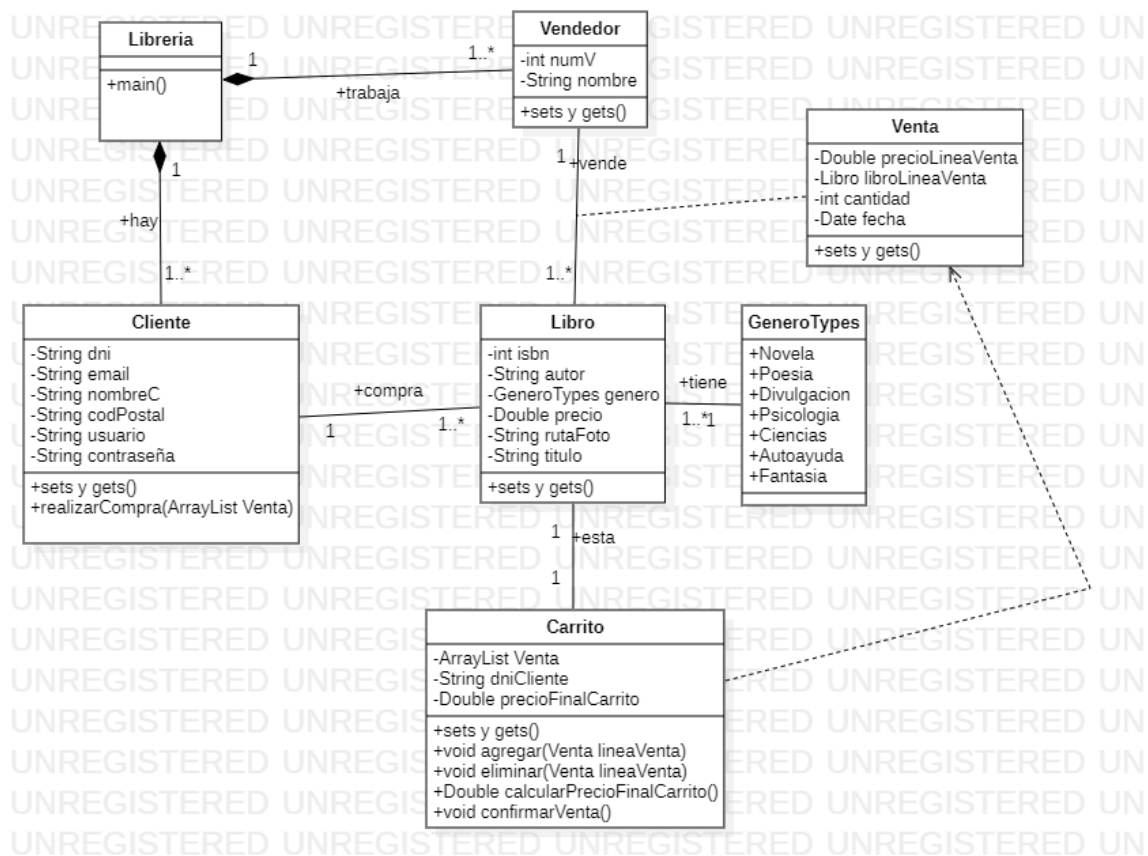 UNREGISTERED
Libreria
+main()
1
1..*
+trabaja
Vendedor
-int numV
-String nombre
+sets y gets()
Venta
-Double precioLineaVenta
-Libro libroLineaVenta
-int cantidad
-Date fecha
+sets y gets()
1
+hay
1..*
1
+vende
1..*
Cliente
-String dni
-String email
-String nombreC
-String codPostal
-String usuario
-String contraseña
+sets y gets()
+realizarCompra(ArrayList Venta)
+compra
1
1..*
Libro
-int isbn
-String autor
-GeneroTypes genero
-Double precio
-String rutaFoto
-String titulo
+sets y gets()
+tiene
1..*
1
GeneroTypes
+Novela
+Poesia
+Divulgacion
+Psicologia
+Ciencias
+Autoayuda
+Fantasia
1
+esta
1
Carrito
-ArrayList Venta
-String dniCliente
-Double precioFinalCarrito
+sets y gets()
+void agregar(Venta lineaVenta)
+void eliminar(Venta lineaVenta)
+Double calcularPrecioFinalCarrito()
+void confirmarVenta()